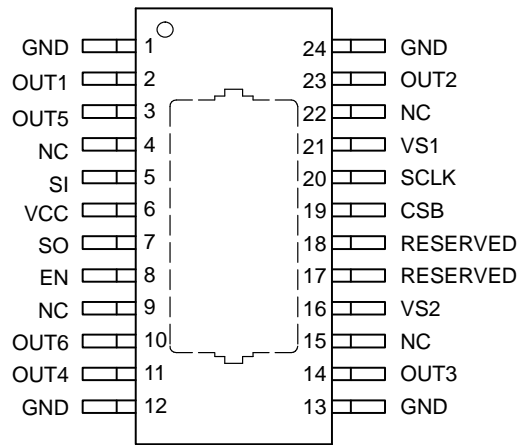 GND 1 24 GND
OUT1 2 23 OUT2
OUT5 3 22 NC
NC 4 21 VS1
SI 5 20 SCLK
VCC 6 19 CSB
SO 7 18 RESERVED
EN 8 17 RESERVED
NC 9 16 VS2
OUT6 10 15 NC
OUT4 11 14 OUT3
GND 12 13 GND